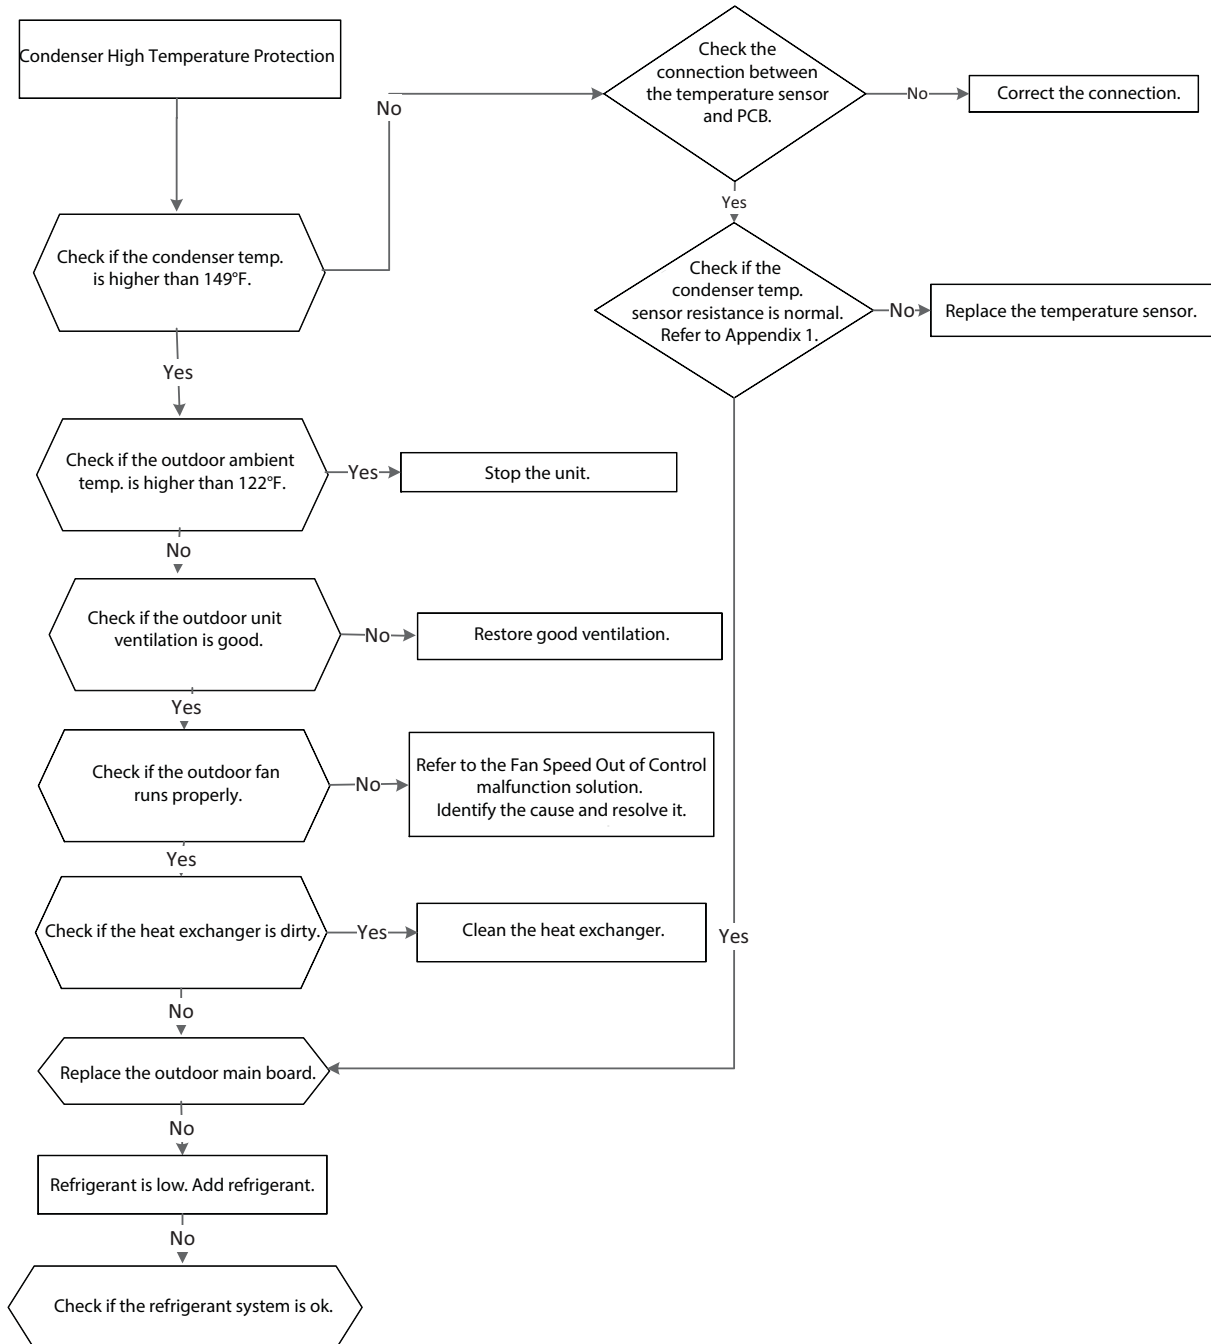 Condenser High Temperature Protection
No
Check the
connection between
the temperature sensor
and PCB.
No
Correct the connection.
Yes
Check if the condenser temp.
is higher than 149°F.
Check if the
condenser temp.
sensor resistance is normal.
Refer to Appendix 1.
No
Replace the temperature sensor.
Yes
Check if the outdoor ambient
temp. is higher than 122°F.
Yes
Stop the unit.
No
Check if the outdoor unit
ventilation is good.
No
Restore good ventilation.
Yes
Check if the outdoor fan
runs properly.
No
Refer to the Fan Speed Out of Control
malfunction solution.
Identify the cause and resolve it.
Yes
Check if the heat exchanger is dirty.
Yes
Clean the heat exchanger.
Yes
No
Replace the outdoor main board.
No
Refrigerant is low. Add refrigerant.
No
Check if the refrigerant system is ok.